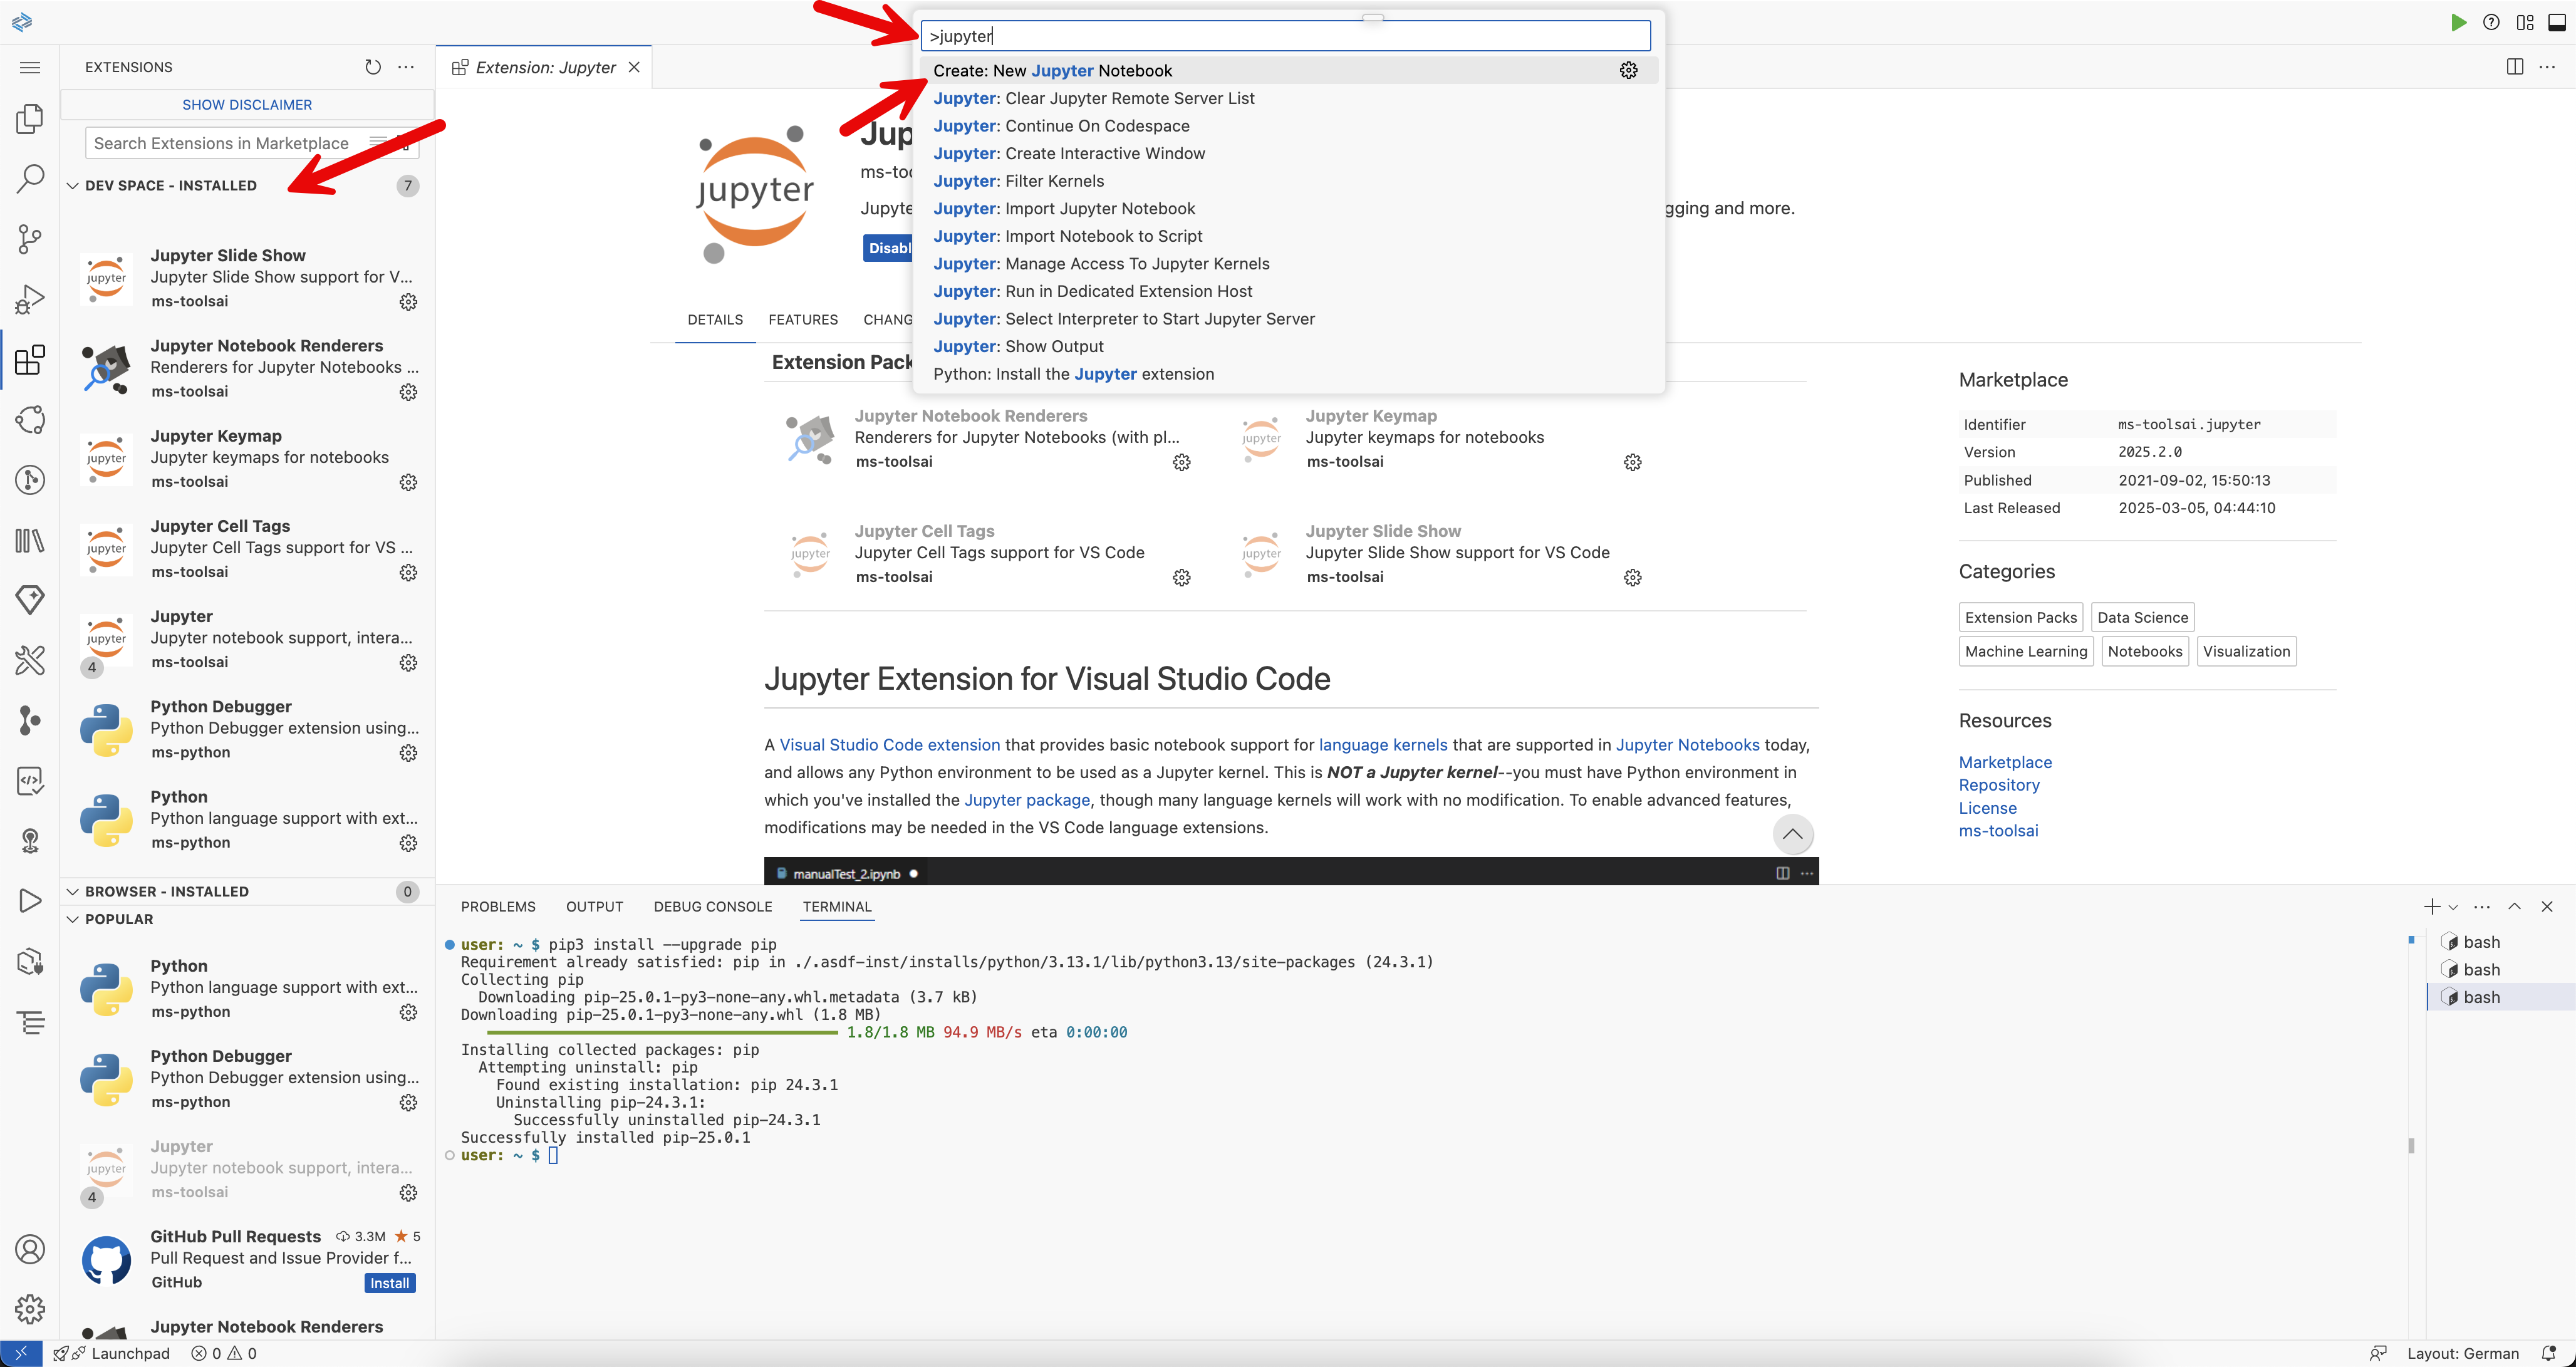 >jupyter
Create: New Jupyter Notebook
Jupyter: Clear Jupyter Remote Server List
Jupyter: Continue On Codespace
Jupyter: Create Interactive Window
Jupyter: Filter Kernels
Jupyter: Import Jupyter Notebook
Jupyter: Import Notebook to Script
Jupyter: Manage Access To Jupyter Kernels
Jupyter: Run in Dedicated Extension Host
Jupyter: Select Interpreter to Start Jupyter Server
Jupyter: Show Output
Python: Install the Jupyter extension
EXTENSIONS
SHOW DISCLAIMER
Search Extensions in Marketplace
DEV SPACE - INSTALLED 7
Jupyter Slide Show
Jupyter Slide Show support for V...
jupyter
ms-toolsai
Jupyter Notebook Renderers
Renderers for Jupyter Notebooks ...
ms-toolsai
Jupyter Keymap
Jupyter keymaps for notebooks
jupyter
ms-toolsai
Jupyter Cell Tags
Jupyter Cell Tags support for VS ...
jupyter
ms-toolsai
Jupyter
Jupyter notebook support, intera...
jupyter
ms-toolsai
4
Python Debugger
Python Debugger extension using...
ms-python
Python
Python language support with ext...
ms-python
BROWSER - INSTALLED 0
POPULAR
Python
Python language support with ext...
ms-python
Python Debugger
Python Debugger extension using...
ms-python
Jupyter
Jupyter notebook support, intera...
jupyter
ms-toolsai
4
GitHub Pull Requests 3.3M 5
Pull Request and Issue Provider f...
GitHub Install
Jupyter Notebook Renderers
Extension: Jupyter
jupyter
Jup
ms-to
Jupyte
gging and more.
Disabl
DETAILS FEATURES CHANG
Extension Pack
Jupyter Notebook Renderers
Renderers for Jupyter Notebooks (with pl...
ms-toolsai
Jupyter Keymap
Jupyter keymaps for notebooks
jupyter
ms-toolsai
Jupyter Cell Tags
Jupyter Cell Tags support for VS Code
jupyter
ms-toolsai
Jupyter Slide Show
Jupyter Slide Show support for VS Code
jupyter
ms-toolsai
Jupyter Extension for Visual Studio Code
A Visual Studio Code extension that provides basic notebook support for language kernels that are supported in Jupyter Notebooks today,
and allows any Python environment to be used as a Jupyter kernel. This is NOT a Jupyter kernel--you must have Python environment in
which you've installed the Jupyter package, though many language kernels will work with no modification. To enable advanced features,
modifications may be needed in the VS Code language extensions.
manualTest_2.ipynb
Marketplace
Identifier ms-toolsai.jupyter
Version 2025.2.0
Published 2021-09-02, 15:50:13
Last Released 2025-03-05, 04:44:10
Categories
Extension Packs Data Science
Machine Learning Notebooks Visualization
Resources
Marketplace
Repository
License
ms-toolsai
PROBLEMS OUTPUT DEBUG CONSOLE TERMINAL
user: ~ $ pip3 install --upgrade pip
Requirement already satisfied: pip in ./.asdf-inst/installs/python/3.13.1/lib/python3.13/site-packages (24.3.1)
Collecting pip
Downloading pip-25.0.1-py3-none-any.whl.metadata (3.7 kB)
Downloading pip-25.0.1-py3-none-any.whl (1.8 MB)
1.8/1.8 MB 94.9 MB/s eta 0:00:00
Installing collected packages: pip
Attempting uninstall: pip
Found existing installation: pip 24.3.1
Uninstalling pip-24.3.1:
Successfully uninstalled pip-24.3.1
Successfully installed pip-25.0.1
user: ~ $
bash
bash
bash
Launchpad 0 0
Layout: German